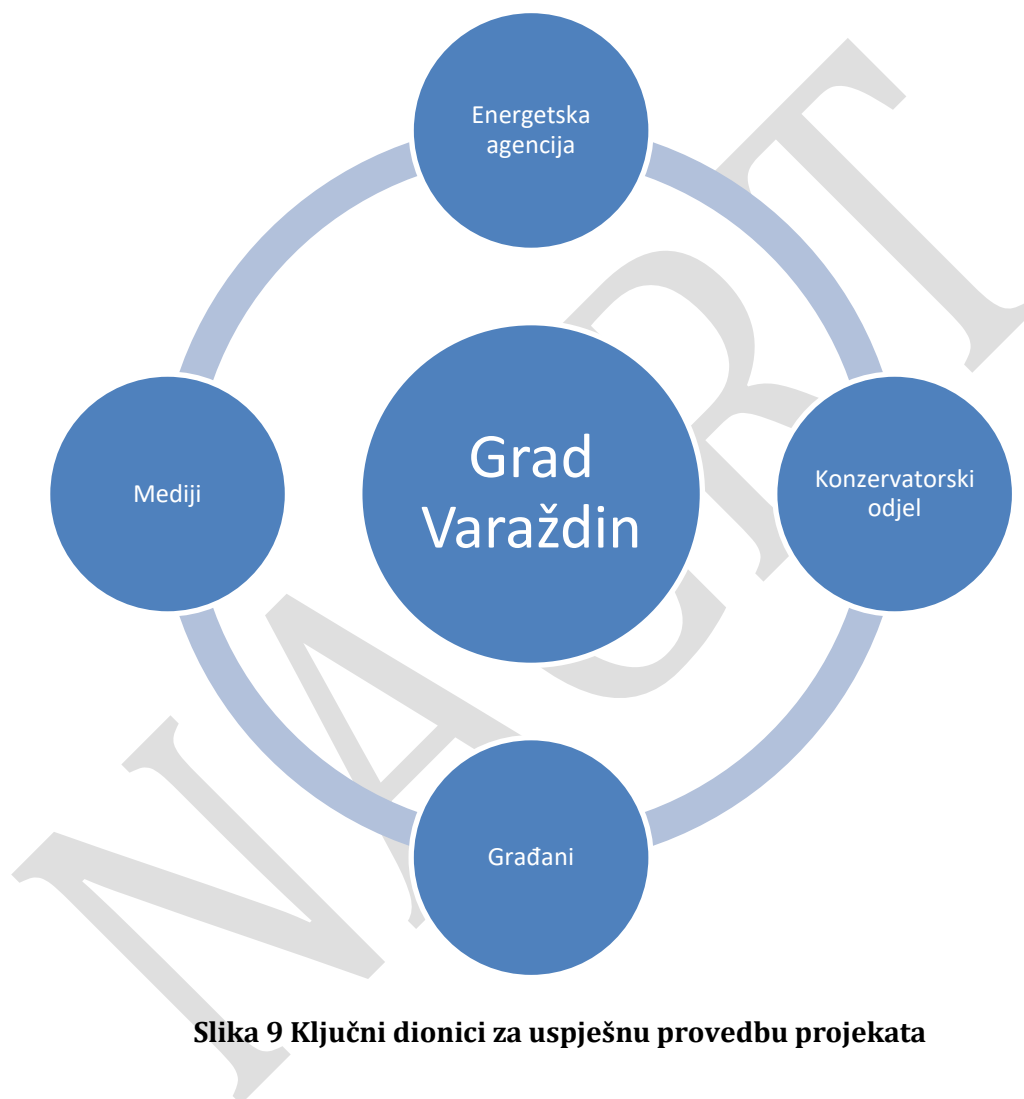 Energetska
agencija
Grad
Varaždin
Mediji
Konzervatorski
odjel
Građani
NACRT
Slika 9 Ključni dionici za uspješnu provedbu projekata